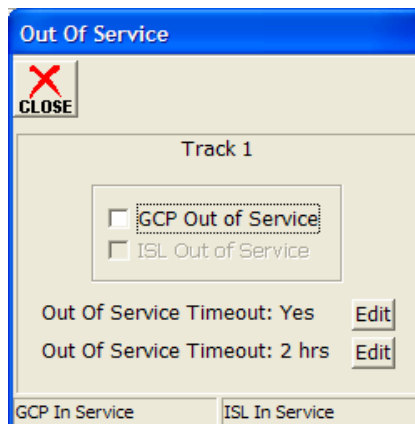 Out Of Service
CLOSE
Track 1
GCP Out of Service
ISL Out of Service
Out Of Service Timeout: Yes Edit
Out Of Service Timeout: 2 hrs Edit
GCP In Service ISL In Service